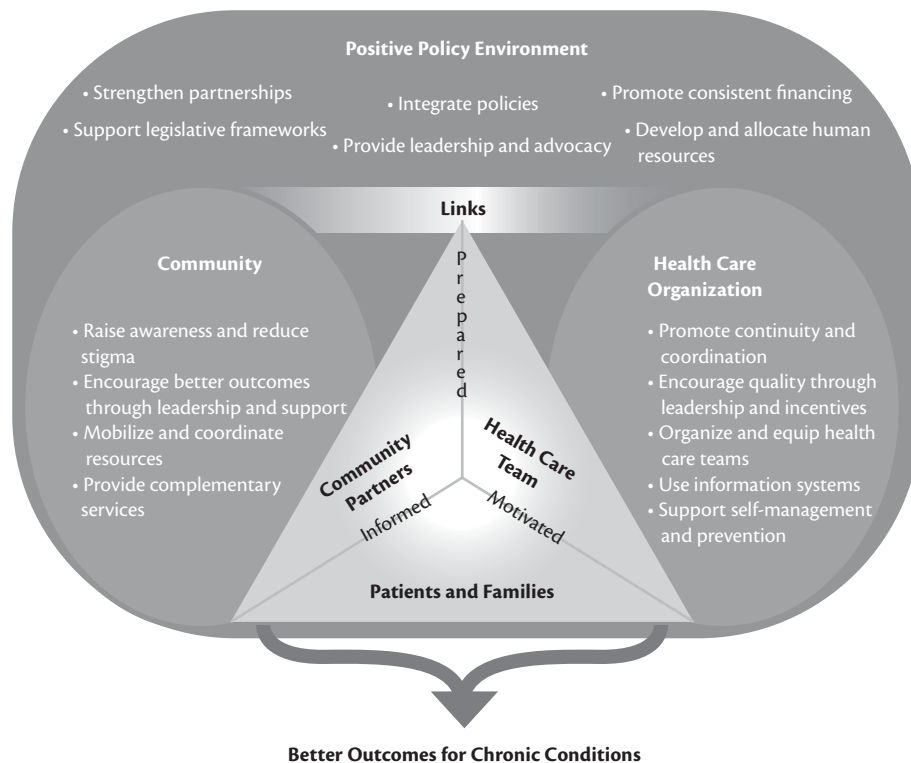 Positive Policy Environment
• Strengthen partnerships
• Support legislative frameworks
• Integrate policies
• Provide leadership and advocacy
• Promote consistent financing
• Develop and allocate human
resources
Links
Community
• Raise awareness and reduce
stigma
• Encourage better outcomes
through leadership and support
• Mobilize and coordinate
resources
• Provide complementary
services
Prepared
Community
Partners
Health Care
Team
Informed
Motivated
Patients and Families
Health Care
Organization
• Promote continuity and
coordination
• Encourage quality through
leadership and incentives
• Organize and equip health
care teams
• Use information systems
• Support self-management
and prevention
Better Outcomes for Chronic Conditions